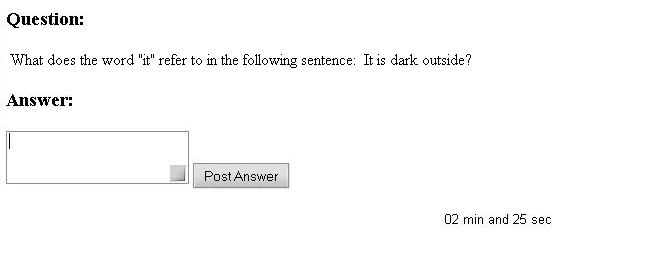 Question:
What does the word "it" refer to in the following sentence: It is dark outside?
Answer:
Post Answer
02 min and 25 sec